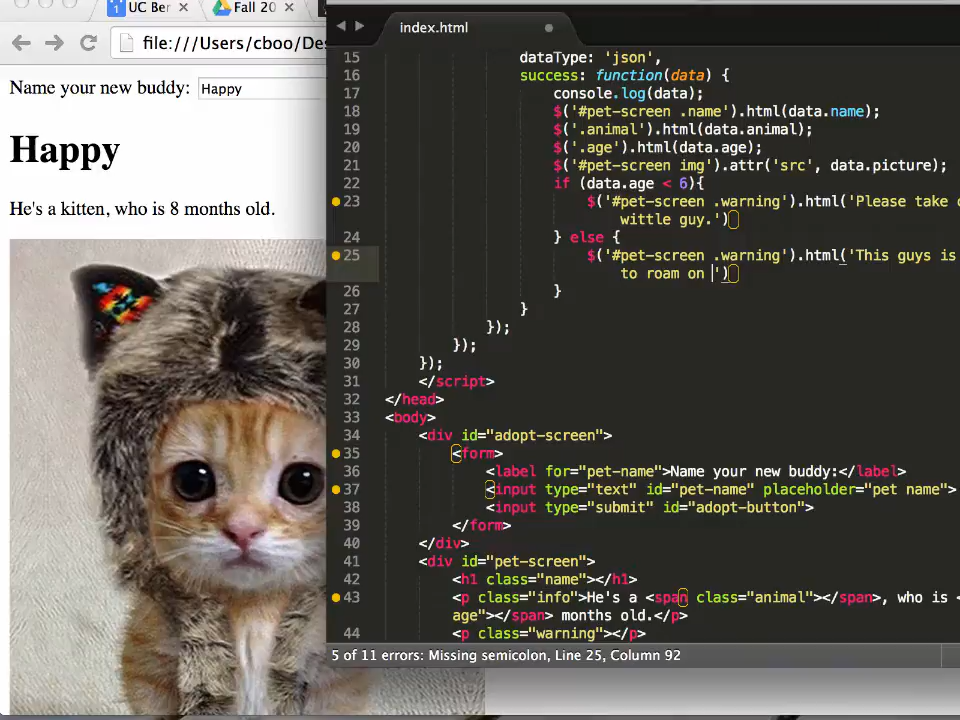 UC Ber
Fall 20
file:///Users/cboo/Des
Name your new buddy: Happy
Happy
He's a kitten, who is 8 months old.
index.html
15 dataType: 'json',
16 success: function(data) {
17 console.log(data);
18 $('#pet-screen .name').html(data.name);
19 $('.animal').html(data.animal);
20 $('.age').html(data.age);
21 $('#pet-screen img').attr('src', data.picture);
22 if (data.age < 6){
23 $('#pet-screen .warning').html('Please take
wittle guy.')
24 } else {
25 $('#pet-screen .warning').html('This guys is
to roam on ')
26 }
27 }
28 });
29 });
30 });
31 </script>
32 </head>
33 <body>
34 <div id="adopt-screen">
35 <form>
36 <label for="pet-name">Name your new buddy:</label>
37 <input type="text" id="pet-name" placeholder="pet name">
38 <input type="submit" id="adopt-button">
39 </form>
40 </div>
41 <div id="pet-screen">
42 <h1 class="name"></h1>
43 <p class="info">He's a <span class="animal"></span>, who is <
age"></span> months old.</p>
44 <p class="warning"></p>
5 of 11 errors: Missing semicolon, Line 25, Column 92